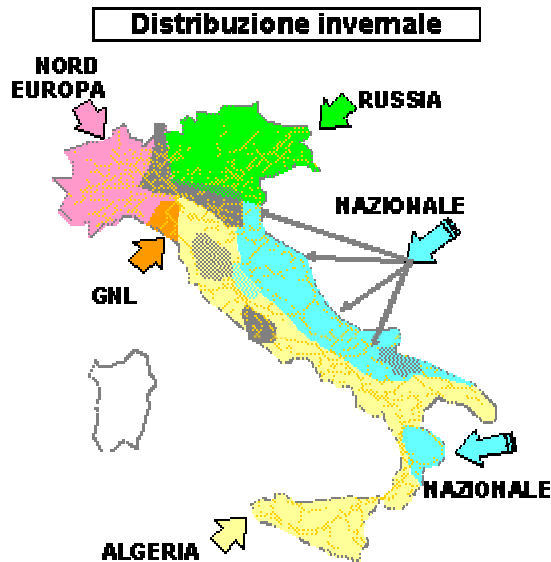 Distribuzione invernale
NORD
EUROPA
RUSSIA
NAZIONALE
GNL
NAZIONALE
ALGERIA